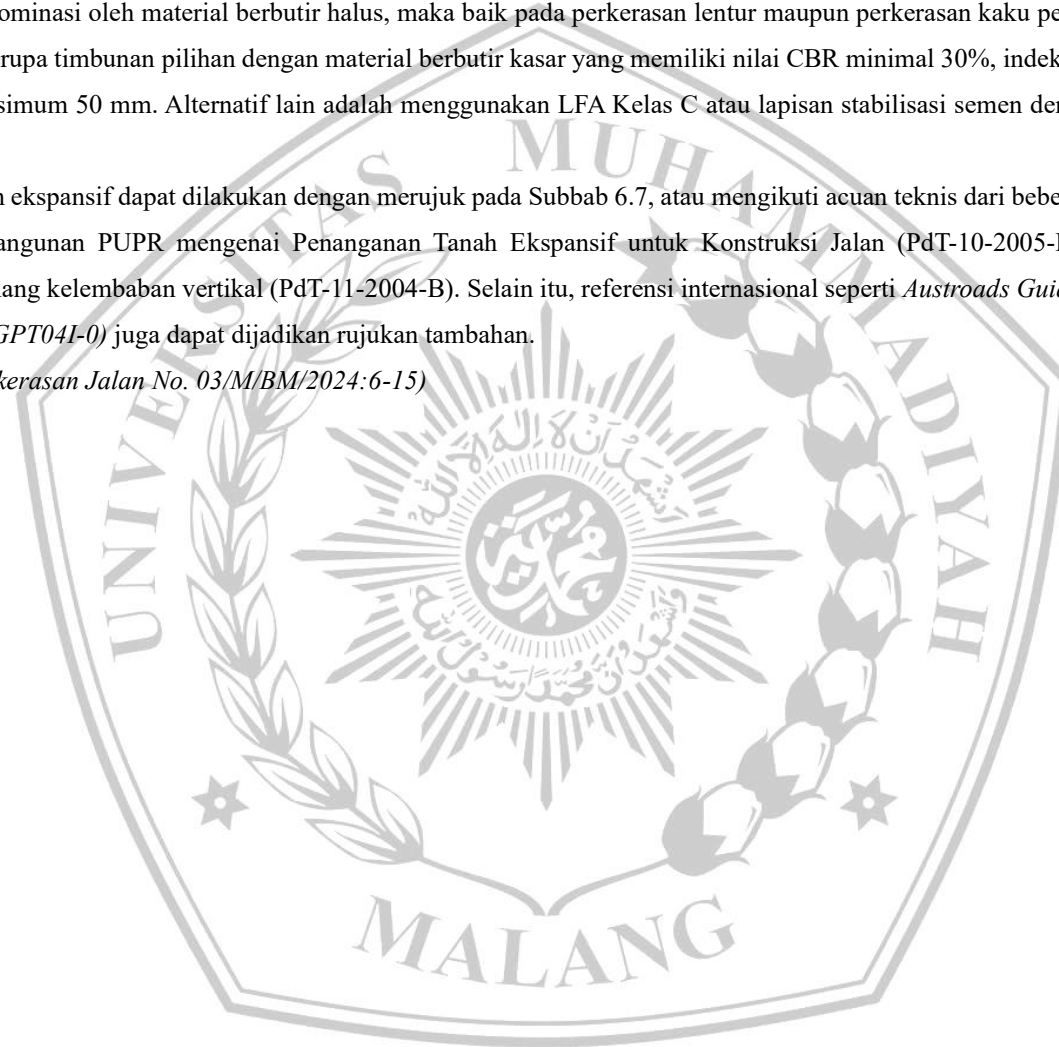 ominasi oleh material berbutir halus, maka baik pada perkerasan lentur maupun perkerasan kaku pe
rupa timbunan pilihan dengan material berbutir kasar yang memiliki nilai CBR minimal 30%, indek
simum 50 mm. Alternatif lain adalah menggunakan LFA Kelas C atau lapisan stabilisasi semen der
n ekspansif dapat dilakukan dengan merujuk pada Subbab 6.7, atau mengikuti acuan teknis dari bebe
angunan PUPR mengenai Penanganan Tanah Ekspansif untuk Konstruksi Jalan (PdT-10-2005-
lang kelembaban vertikal (PdT-11-2004-B). Selain itu, referensi internasional seperti Austroads Guid
GPT04I-0) juga dapat dijadikan rujukan tambahan.
kerasan Jalan No. 03/M/BM/2024:6-15)
UNIVERSITAS MUHAMMADIYAH
MALANG